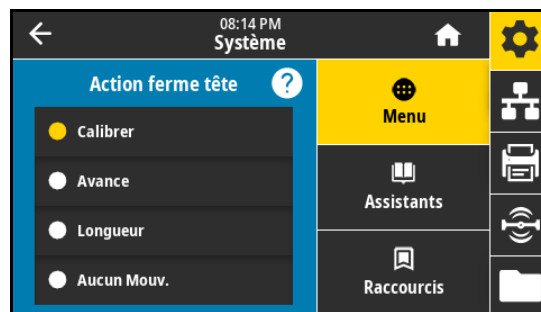 08:14 PM
Système
Action ferme tête
?
Calibrer
Avance
Longueur
Aucun Mouv.
Menu
Assistants
Raccourcis